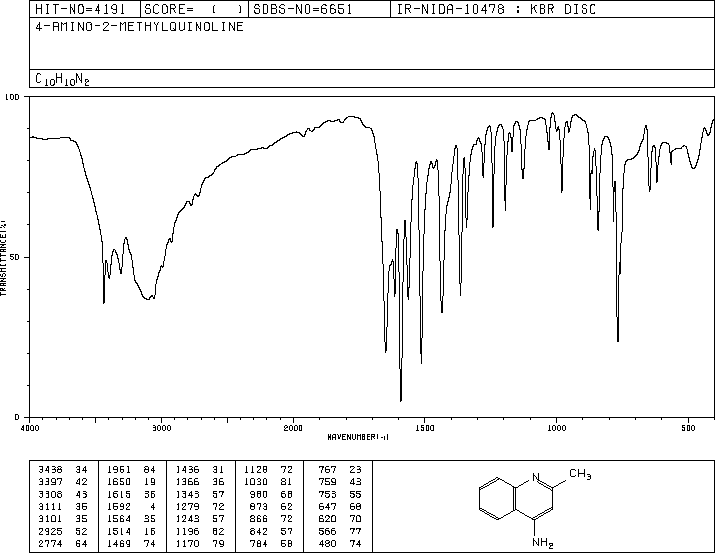 HIT-NO=4191 SCORE= ( ) SDBS-NO=6651 IR-NIDA-10478 : KBR DISC
4-AMINO-2-METHYLQUINOLINE
C10H10N2
100
50
0
TRANSMITTANCE(%)
4000 3000 2000 1500 1000 500
WAVENUMBER(-1)
3438 34 1961 84 1436 31 1128 72 767 23
3397 42 1650 19 1366 36 1030 81 759 43
3308 43 1615 36 1343 57 980 68 753 55
3111 35 1592 4 1279 72 873 62 647 68
3101 35 1564 35 1243 57 866 72 620 70
2925 52 1514 16 1196 62 842 57 566 77
2774 64 1469 74 1170 79 784 58 480 74
N
CH3
NH2